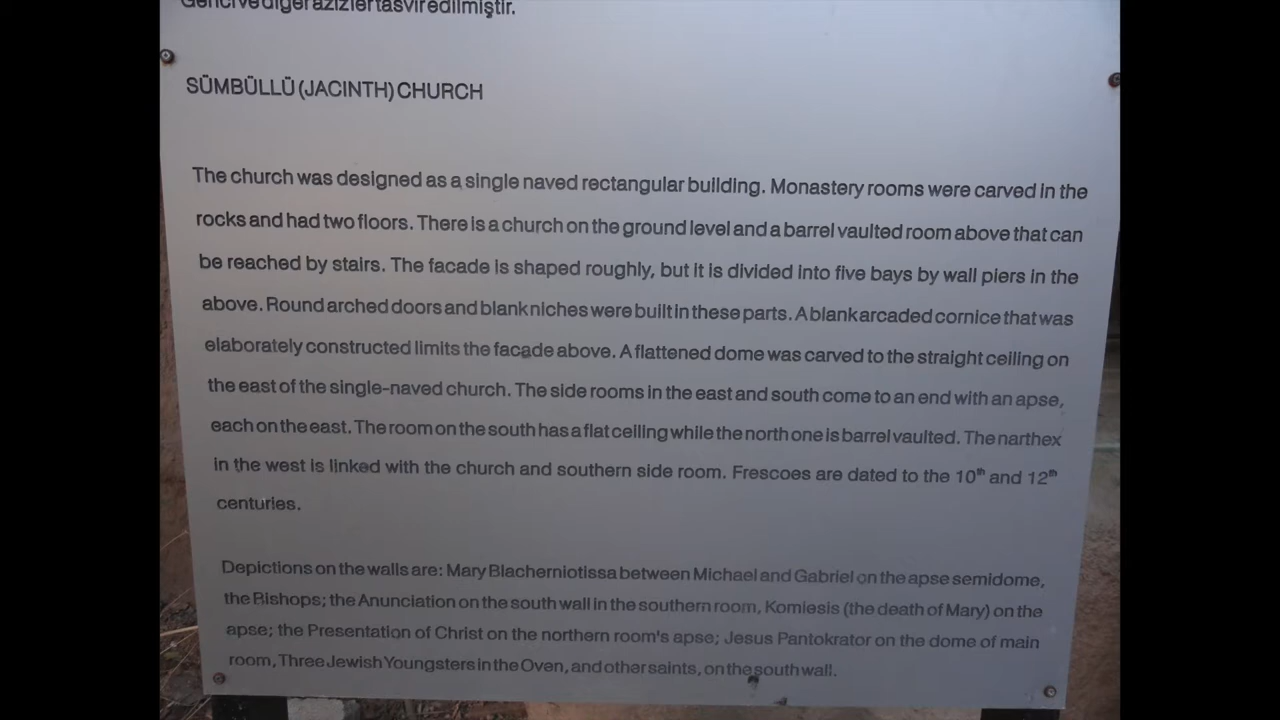 Genci ve diğer azizler tasvir edilmiştir.
SÜMBÜLLÜ (JACINTH) CHURCH
The church was designed as a single naved rectangular building. Monastery rooms were carved in the
rocks and had two floors. There is a church on the ground level and a barrel vaulted room above that can
be reached by stairs. The facade is shaped roughly, but it is divided into five bays by wall piers in the
above. Round arched doors and blank niches were built in these parts. A blank arcaded cornice that was
elaborately constructed limits the facade above. A flattened dome was carved to the straight ceiling on
the east of the single-naved church. The side rooms in the east and south come to an end with an apse,
each on the east. The room on the south has a flat ceiling while the north one is barrel vaulted. The narthex
in the west is linked with the church and southern side room. Frescoes are dated to the 10th and 12th
centuries.
Depictions on the walls are: Mary Blacherniotissa between Michael and Gabriel on the apse semidome,
the Bishops; the Anunciation on the south wall in the southern room, Komiesis (the death of Mary) on the
apse; the Presentation of Christ on the northern room's apse; Jesus Pantokrator on the dome of main
room, Three Jewish Youngsters in the Oven, and other saints, on the south wall.